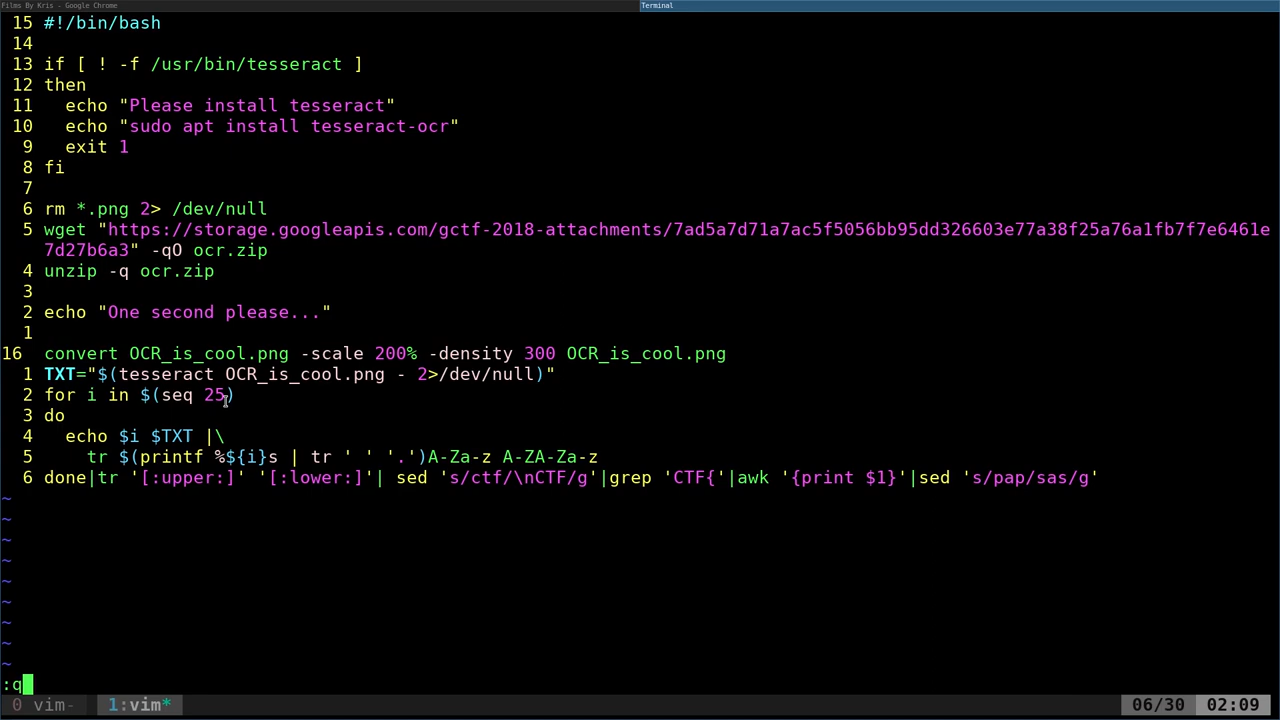 Films By Kris - Google Chrome
Terminal
15 #!/bin/bash
14
13 if [ ! -f /usr/bin/tesseract ]
12 then
11   echo "Please install tesseract"
10   echo "sudo apt install tesseract-ocr"
9   exit 1
8 fi
7
6 rm *.png 2> /dev/null
5 wget "https://storage.googleapis.com/gctf-2018-attachments/7ad5a7d71a7ac5f5056bb95dd326603e77a38f25a76a1fb7f7e6461e
7d27b6a3" -qO ocr.zip
4 unzip -q ocr.zip
3
2 echo "One second please..."
1
16 convert OCR_is_cool.png -scale 200% -density 300 OCR_is_cool.png
1 TXT="$(tesseract OCR_is_cool.png - 2>/dev/null)"
2 for i in $(seq 25)
3 do
4   echo $i $TXT |\
5     tr $(printf %${i}s | tr ' ' '.')A-Za-z A-ZA-Za-z
6 done|tr '[:upper:]' '[:lower:]'| sed 's/ctf/\nCTF/g'|grep 'CTF{'|awk '{print $1}'|sed 's/pap/sas/g'
~
~
~
~
~
~
~
~
~
:q
0 vim- 1:vim* 06/30 02:09